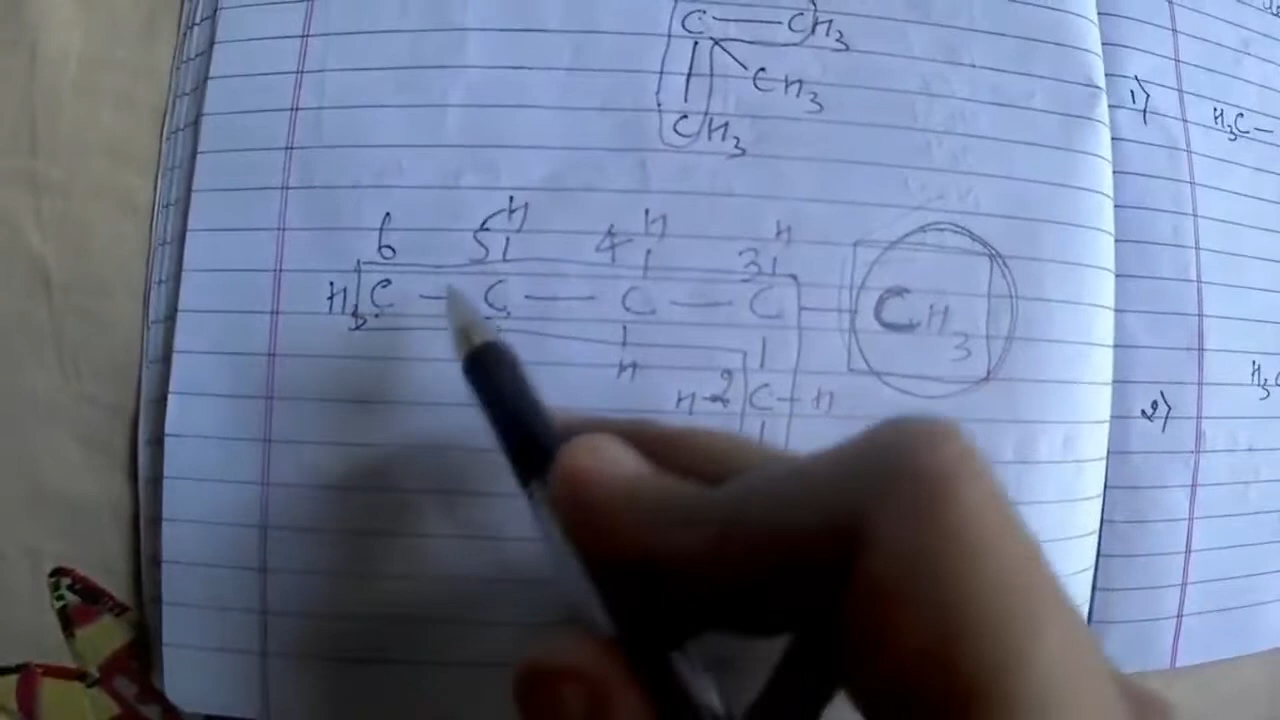 C — CH3
CH3
CH3
6 5 H 4 H 3 H
H3C — C — C — C — CH3
H
H - 2 C - H
1)
H3C —
2)
H3C